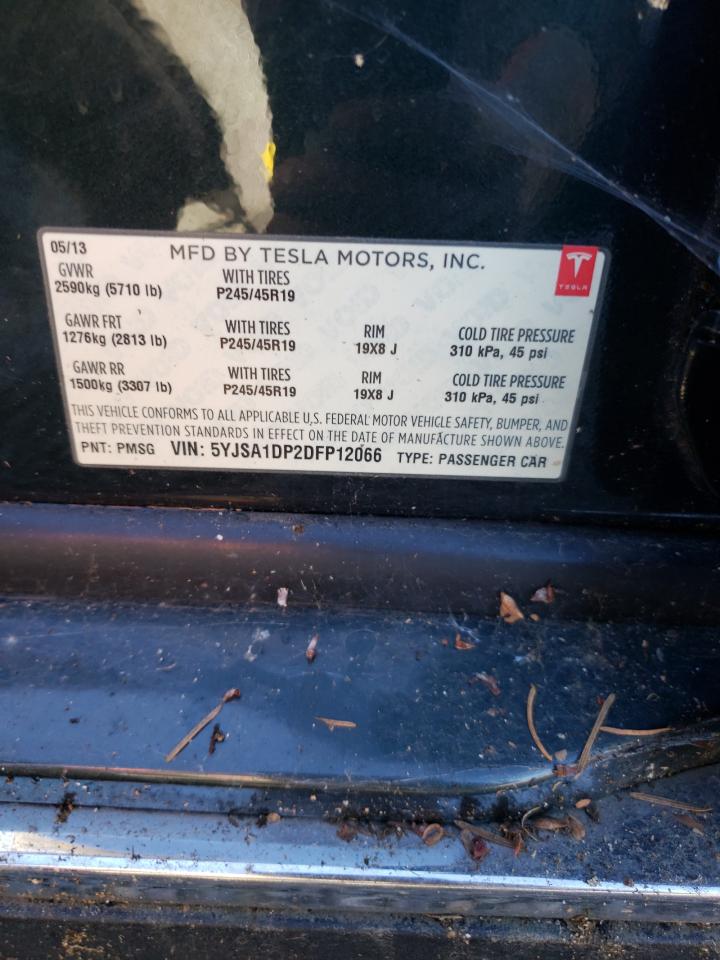 05/13
MFD BY TESLA MOTORS, INC.
TESLA
GVWR
2590kg (5710 lb)
WITH TIRES
P245/45R19
GAWR FRT
1276kg (2813 lb)
WITH TIRES
P245/45R19
RIM
19X8 J
COLD TIRE PRESSURE
310 kPa, 45 psi
GAWR RR
1500kg (3307 lb)
WITH TIRES
P245/45R19
RIM
19X8 J
COLD TIRE PRESSURE
310 kPa, 45 psi
THIS VEHICLE CONFORMS TO ALL APPLICABLE U.S. FEDERAL MOTOR VEHICLE SAFETY, BUMPER, AND
THEFT PREVENTION STANDARDS IN EFFECT ON THE DATE OF MANUFACTURE SHOWN ABOVE.
PNT: PMSG VIN: 5YJSA1DP2DFP12066 TYPE: PASSENGER CAR